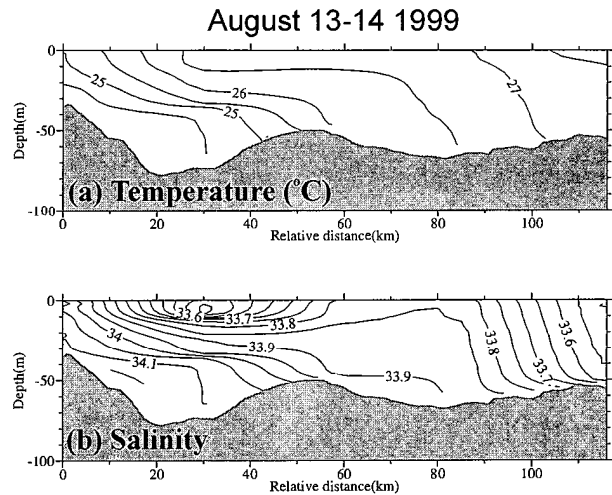 August 13-14 1999
0
-50
-100
Depth(m)
25
26
25
27
(a) Temperature (°C)
0 20 40 60 80 100
Relative distance(km)
0
-50
-100
Depth(m)
33.6 33.7 33.8
34
33.9
34.1
33.9
33.8
33.7
33.6
(b) Salinity
0 20 40 60 80 100
Relative distance(km)